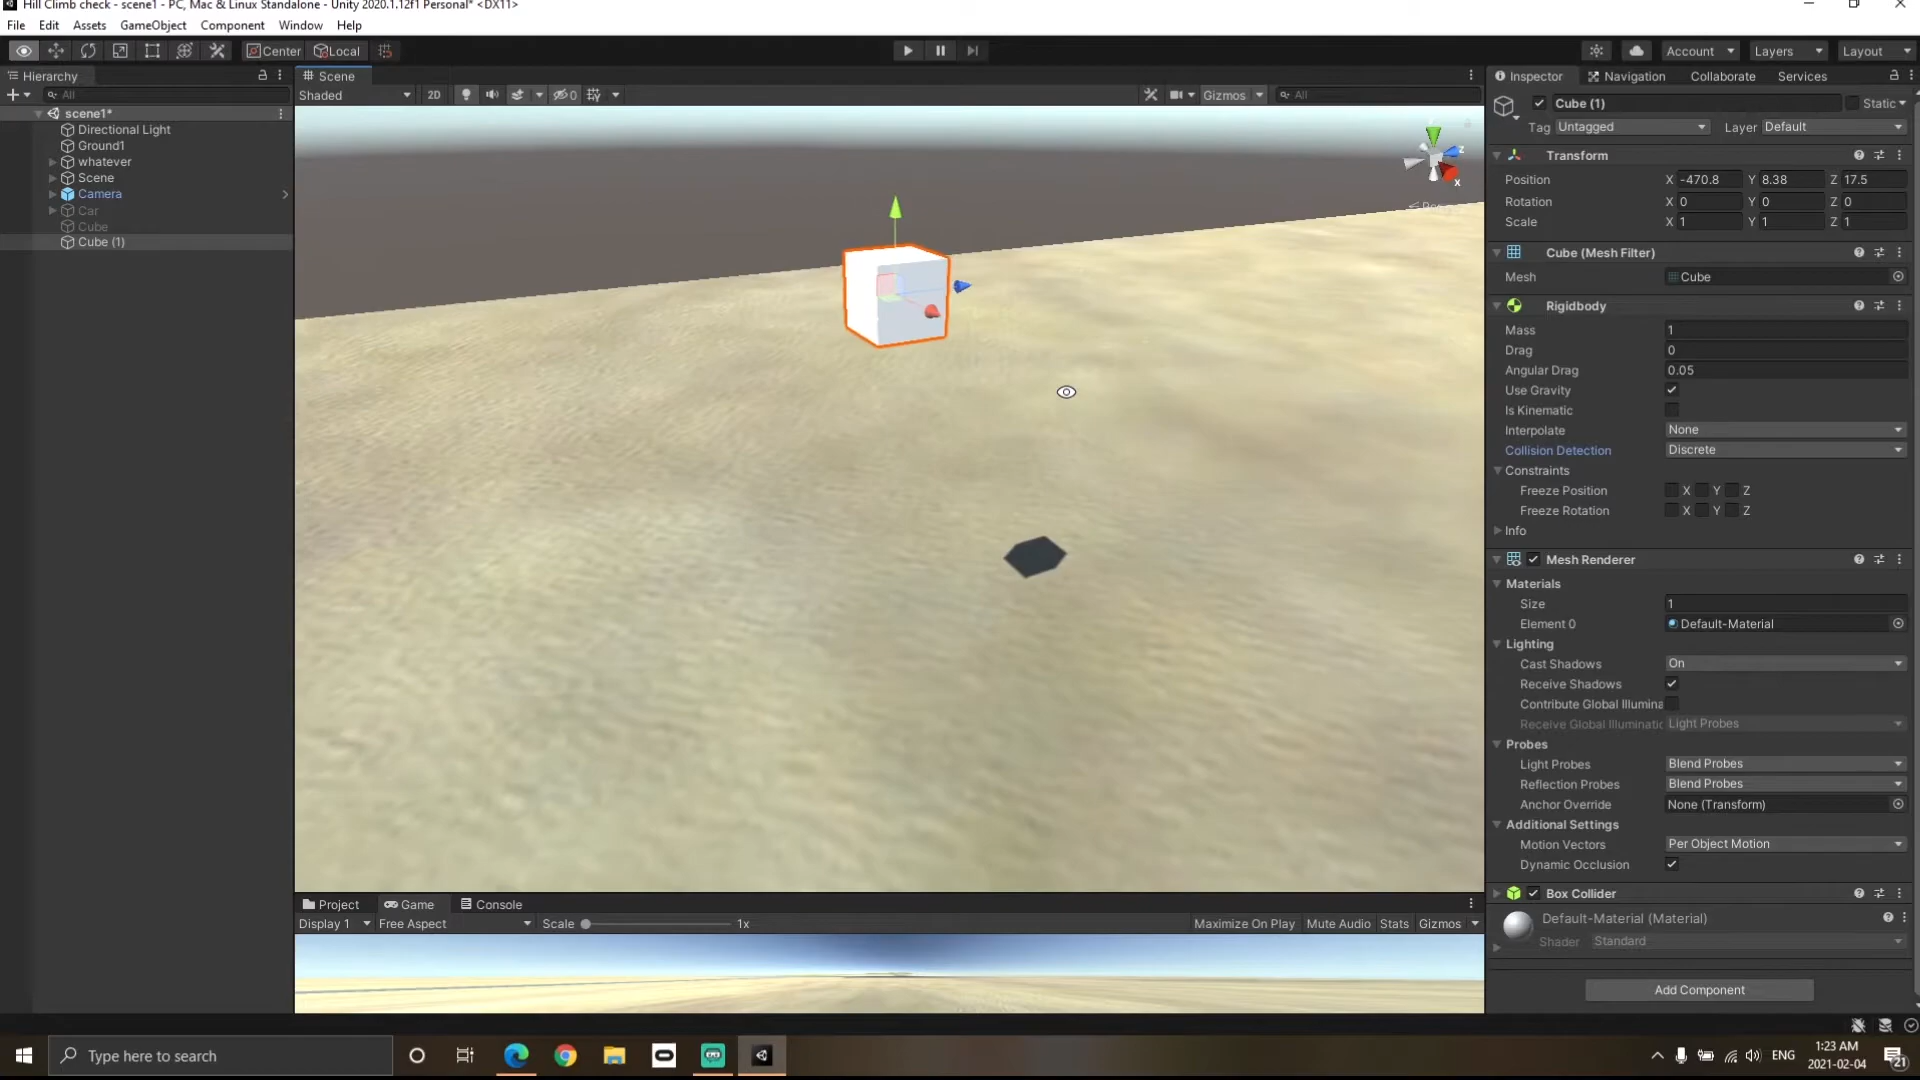 Hill Climb check - scene1 - PC, Mac & Linux Standalone - Unity 2020.1.12f1 Personal* <DX11>
File Edit Assets GameObject Component Window Help
Center Local Account Layers Layout
Hierarchy
All
scene1*
Directional Light
Ground1
whatever
Scene
Camera
Car
Cube
Cube (1)
Scene
Shaded 2D 0 Gizmos All
z
x
Project Game Console
Display 1 Free Aspect Scale 1x Maximize On Play Mute Audio Stats Gizmos
Inspector Navigation Collaborate Services
Cube (1) Static
Tag Untagged Layer Default
Transform
Position X -470.8 Y 8.38 Z 17.5
Rotation X 0 Y 0 Z 0
Scale X 1 Y 1 Z 1
Cube (Mesh Filter)
Mesh Cube
Rigidbody
Mass 1
Drag 0
Angular Drag 0.05
Use Gravity
Is Kinematic
Interpolate None
Collision Detection Discrete
Constraints
Freeze Position X Y Z
Freeze Rotation X Y Z
Info
Mesh Renderer
Materials
Size 1
Element 0 Default-Material
Lighting
Cast Shadows On
Receive Shadows
Contribute Global Illumina
Receive Global Illuminatic Light Probes
Probes
Light Probes Blend Probes
Reflection Probes Blend Probes
Anchor Override None (Transform)
Additional Settings
Motion Vectors Per Object Motion
Dynamic Occlusion
Box Collider
Default-Material (Material)
Shader Standard
Add Component
Type here to search
ENG
1:23 AM
2021-02-04
21